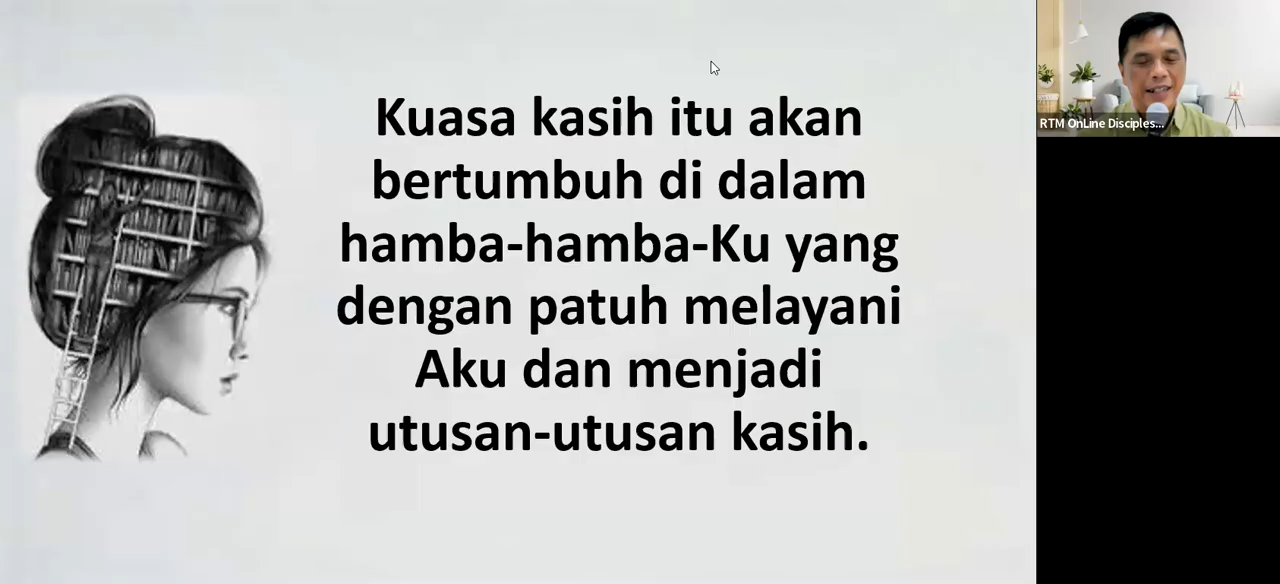 Kuasa kasih itu akan
bertumbuh di dalam
hamba-hamba-Ku yang
dengan patuh melayani
Aku dan menjadi
utusan-utusan kasih.
RTM OnLine Disciples...